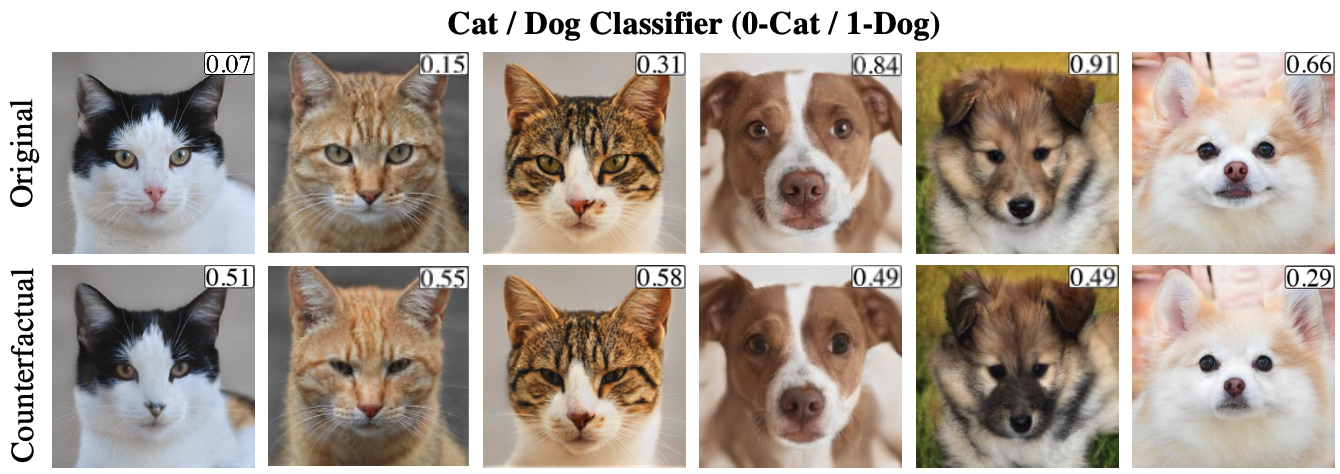 Cat / Dog Classifier (0-Cat / 1-Dog)
Original
0.07 0.15 0.31 0.84 0.91 0.66
Counterfactual
0.51 0.55 0.58 0.49 0.49 0.29